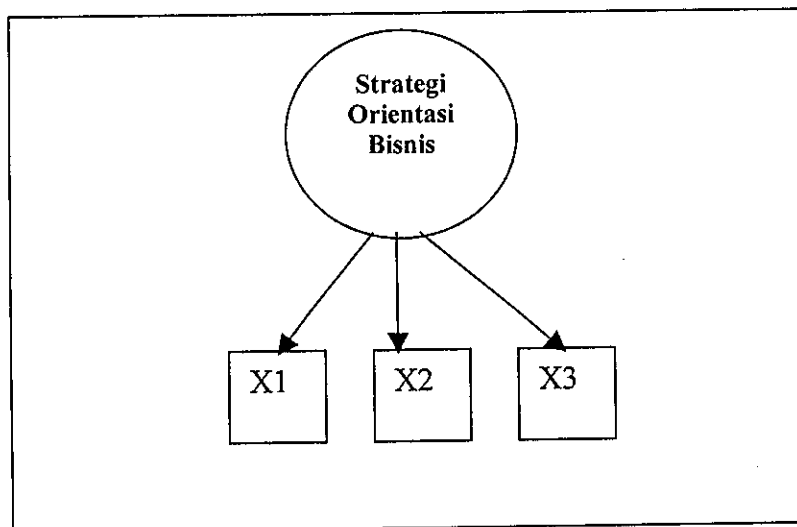 Strategi
Orientasi
Bisnis
X1
X2
X3